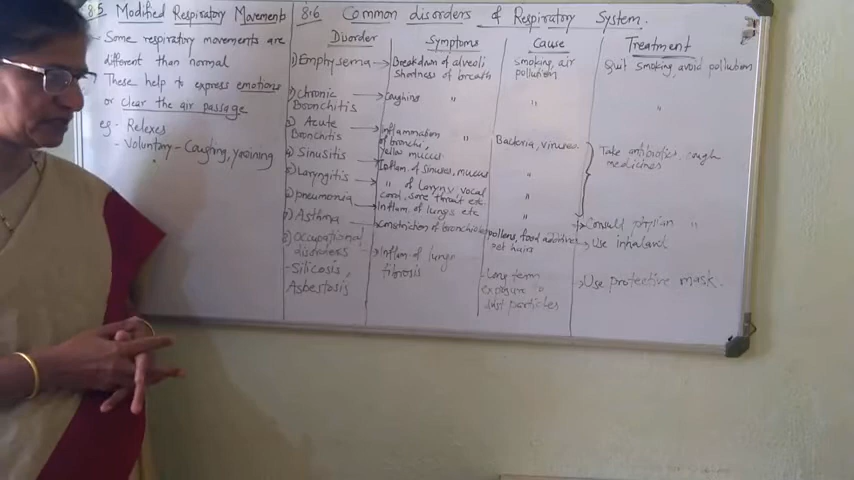 8.5 Modified Respiratory Movements
- Some respiratory movements are
different than normal
These help to express emotions
or clear the air passage
eg - Relexes
- Voluntary - Coughing, yawning
8.6 Common disorders of Respiratory System.
Disorder Symptoms Cause Treatment
1) Emphysema → Breakdown of alveoli
Shortness of breath
smoking, air
pollution
Quit smoking, avoid pollution
2) Chronic
Bronchitis
→ Coughing "
"
"
3) Acute
Bronchitis
→ Inflammation "
of bronchi,
Yellow mucus
Bacteria, viruses
Take antibiotics, cough
medicines
4) Sinusitis → Inflam. of sinuses, mucus "
5) Laryngitis → " of Larynx, vocal
cord, sore throat etc "
6) pneumonia → Inflam. of lungs etc "
→ Consult "
7) Asthma → constriction of bronchioles
pollens, food additives
pet hairs
→ Use inhaland
8) Occupational
disorders
- Silicosis,
Asbestosis
→ Inflam of lungs
fibrosis
Long term
exposure to
dust particles
→ Use protective mask.